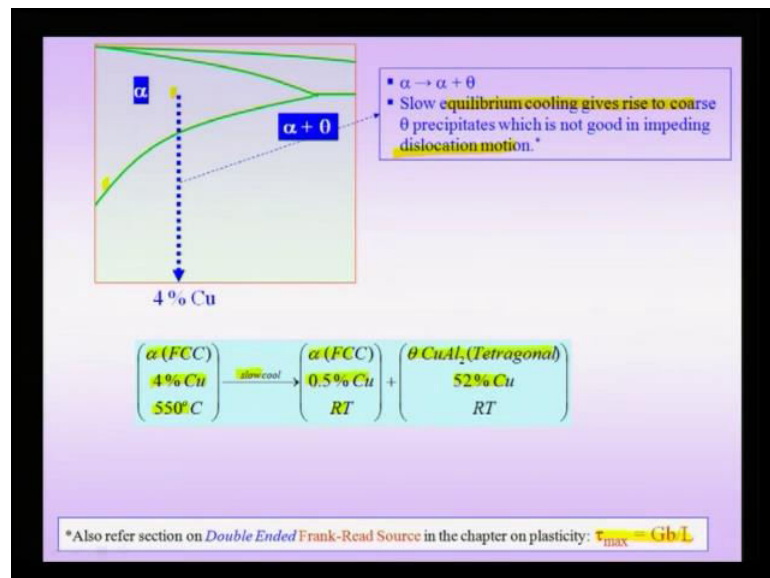 α
α + θ
▪ α → α + θ
▪ Slow equilibrium cooling gives rise to coarse
θ precipitates which is not good in impeding
dislocation motion.*
4 % Cu
α (FCC) α (FCC) θ CuAl₂ (Tetragonal)
4% Cu slow cool → 0.5% Cu + 52% Cu
550° C RT RT
*Also refer section on Double Ended Frank-Read Source in the chapter on plasticity: τmax = Gb/L